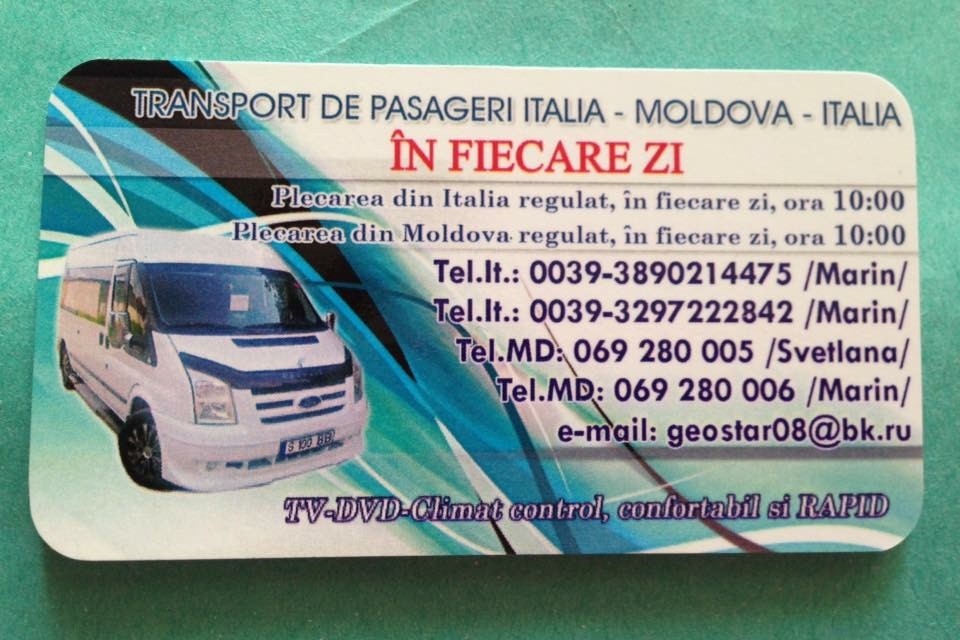 TRANSPORT DE PASAGERI ITALIA - MOLDOVA - ITALIA
ÎN FIECARE ZI
Plecarea din Italia regulat, în fiecare zi, ora 10:00
Plecarea din Moldova regulat, în fiecare zi, ora 10:00
Tel.It.: 0039-3890214475 /Marin/
Tel.It.: 0039-3297222842 /Marin/
Tel.MD: 069 280 005 /Svetlana/
Tel.MD: 069 280 006 /Marin/
e-mail: geostar08@bk.ru
S 100 BB
TV-DVD-Climat control, confortabil si RAPID